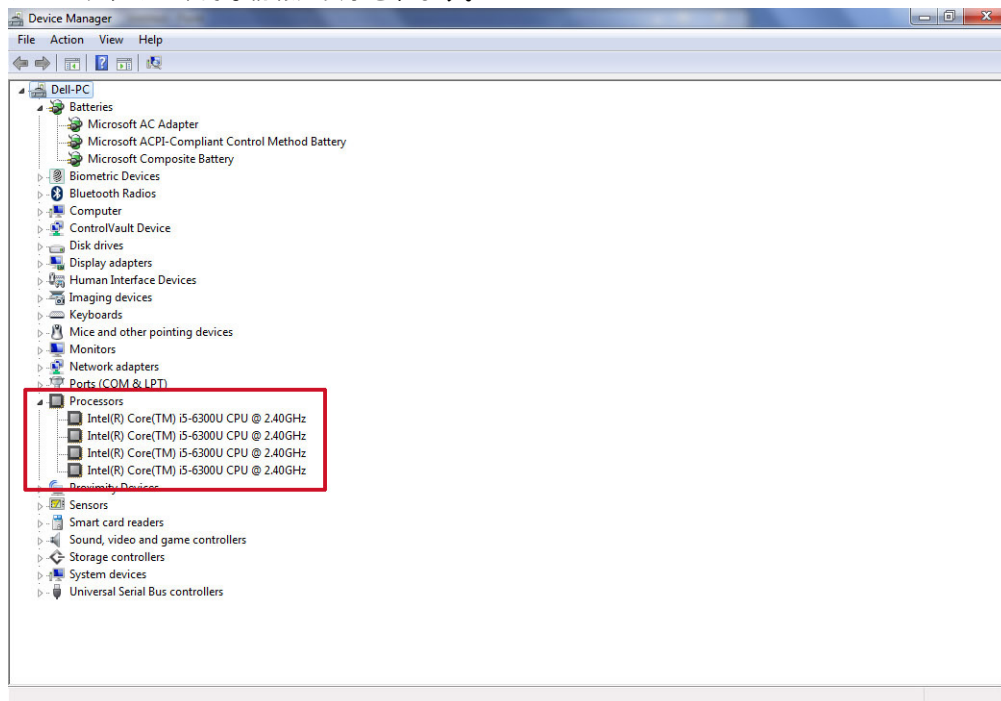 Device Manager
File Action View Help
Dell-PC
Batteries
Microsoft AC Adapter
Microsoft ACPI-Compliant Control Method Battery
Microsoft Composite Battery
Biometric Devices
Bluetooth Radios
Computer
ControlVault Device
Disk drives
Display adapters
Human Interface Devices
Imaging devices
Keyboards
Mice and other pointing devices
Monitors
Network adapters
Ports (COM & LPT)
Processors
Intel(R) Core(TM) i5-6300U CPU @ 2.40GHz
Intel(R) Core(TM) i5-6300U CPU @ 2.40GHz
Intel(R) Core(TM) i5-6300U CPU @ 2.40GHz
Intel(R) Core(TM) i5-6300U CPU @ 2.40GHz
Proximity Devices
Sensors
Smart card readers
Sound, video and game controllers
Storage controllers
System devices
Universal Serial Bus controllers